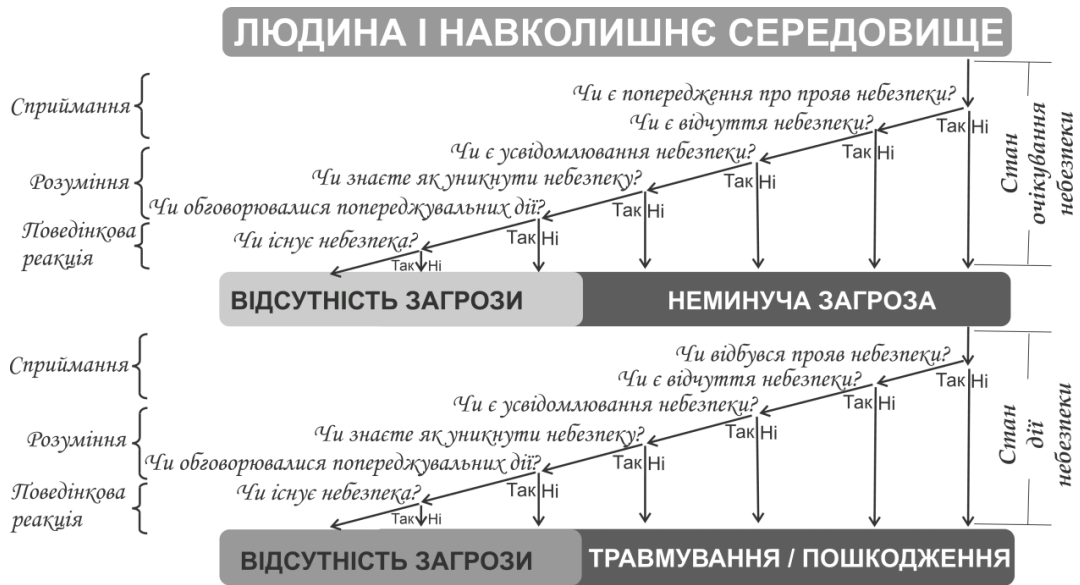 ЛЮДИНА І НАВКОЛИШНЄ СЕРЕДОВИЩЕ
Сприймання
Чи є попередження про прояв небезпеки?
Так Ні
Чи є відчуття небезпеки?
Так Ні
Розуміння
Чи є усвідомлювання небезпеки?
Так Ні
Чи знаєте як уникнути небезпеку?
Так Ні
Чи обговорювалися попереджувальних дії?
Так Ні
Поведінкова
реакція
Чи існує небезпека?
Так Ні
Стан
очікування
небезпеки
ВІДСУТНІСТЬ ЗАГРОЗИ
НЕМИНУЧА ЗАГРОЗА
Сприймання
Чи відбувся прояв небезпеки?
Так Ні
Чи є відчуття небезпеки?
Так Ні
Розуміння
Чи є усвідомлювання небезпеки?
Так Ні
Чи знаєте як уникнути небезпеку?
Так Ні
Чи обговорювалися попереджувальних дії?
Так Ні
Поведінкова
реакція
Чи існує небезпека?
Так Ні
Стан
дії
небезпеки
ВІДСУТНІСТЬ ЗАГРОЗИ
ТРАВМУВАННЯ / ПОШКОДЖЕННЯ